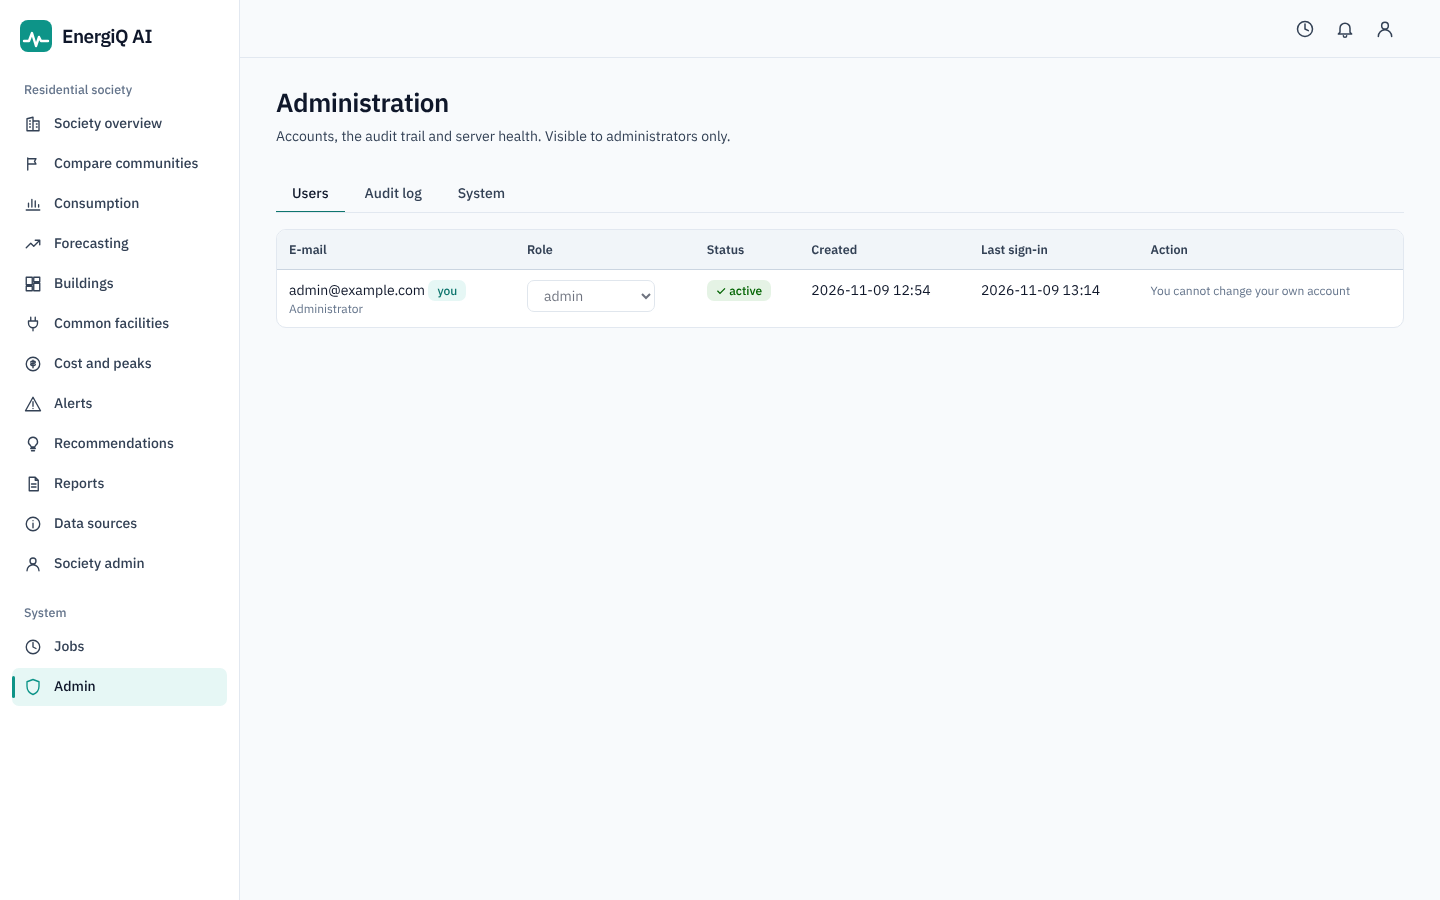 EnergiQ AI
Residential society
Society overview
Compare communities
Consumption
Forecasting
Buildings
Common facilities
Cost and peaks
Alerts
Recommendations
Reports
Data sources
Society admin
System
Jobs
Admin
Administration
Accounts, the audit trail and server health. Visible to administrators only.
Users Audit log System
E-mail Role Status Created Last sign-in Action
admin@example.com you admin active 2026-11-09 12:54 2026-11-09 13:14 You cannot change your own account
Administrator